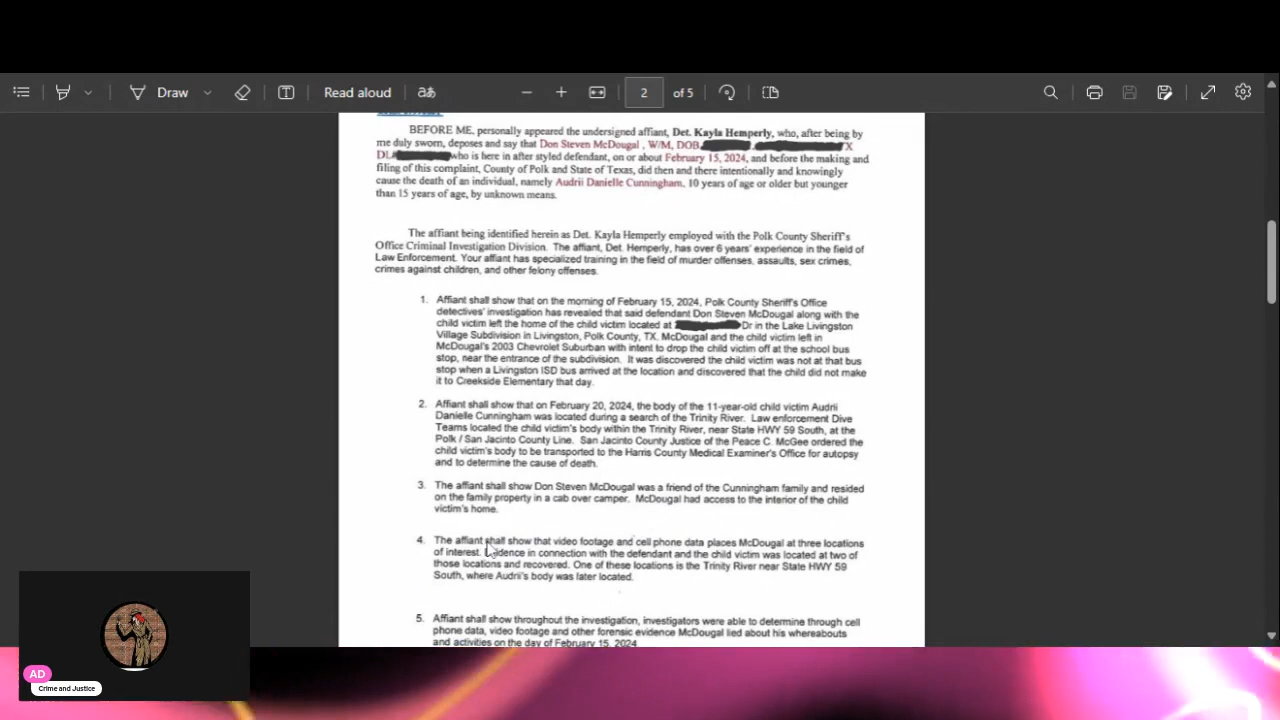 Draw
Read aloud
aあ
2
of 5
BEFORE ME, personally appeared the undersigned affiant, Det. Kayla Hemperly, who, after being by
me duly sworn, deposes and say that Don Steven McDougal , W/M, DOB X
DL# who is here in after styled defendant, on or about February 15, 2024, and before the making and
filing of this complaint, County of Polk and State of Texas, did then and there intentionally and knowingly
cause the death of an individual, namely Audrii Danielle Cunningham, 10 years of age or older but younger
than 15 years of age, by unknown means.
The affiant being identified herein as Det. Kayla Hemperly employed with the Polk County Sheriff's
Office Criminal Investigation Division. The affiant, Det. Hemperly, has over 6 years' experience in the field of
Law Enforcement. Your affiant has specialized training in the field of murder offenses, assaults, sex crimes,
crimes against children, and other felony offenses.
1. Affiant shall show that on the morning of February 15, 2024, Polk County Sheriff's Office
detectives' investigation has revealed that said defendant Don Steven McDougal along with the
child victim left the home of the child victim located at Dr in the Lake Livingston
Village Subdivision in Livingston, Polk County, TX. McDougal and the child victim left in
McDougal's 2003 Chevrolet Suburban with intent to drop the child victim off at the school bus
stop, near the entrance of the subdivision. It was discovered the child victim was not at that bus
stop when a Livingston ISD bus arrived at the location and discovered that the child did not make
it to Creekside Elementary that day.
2. Affiant shall show that on February 20, 2024, the body of the 11-year-old child victim Audrii
Danielle Cunningham was located during a search of the Trinity River. Law enforcement Dive
Teams located the child victim's body within the Trinity River, near State HWY 59 South, at the
Polk / San Jacinto County Line. San Jacinto County Justice of the Peace C. McGee ordered the
child victim's body to be transported to the Harris County Medical Examiner's Office for autopsy
and to determine the cause of death.
3. The affiant shall show Don Steven McDougal was a friend of the Cunningham family and resided
on the family property in a cab over camper. McDougal had access to the interior of the child
victim's home.
4. The affiant shall show that video footage and cell phone data places McDougal at three locations
of interest. Evidence in connection with the defendant and the child victim was located at two of
those locations and recovered. One of these locations is the Trinity River near State HWY 59
South, where Audrii's body was later located.
5. Affiant shall show throughout the investigation, investigators were able to determine through cell
phone data, video footage and other forensic evidence McDougal lied about his whereabouts
and activities on the day of February 15, 2024
AD
Crime and Justice